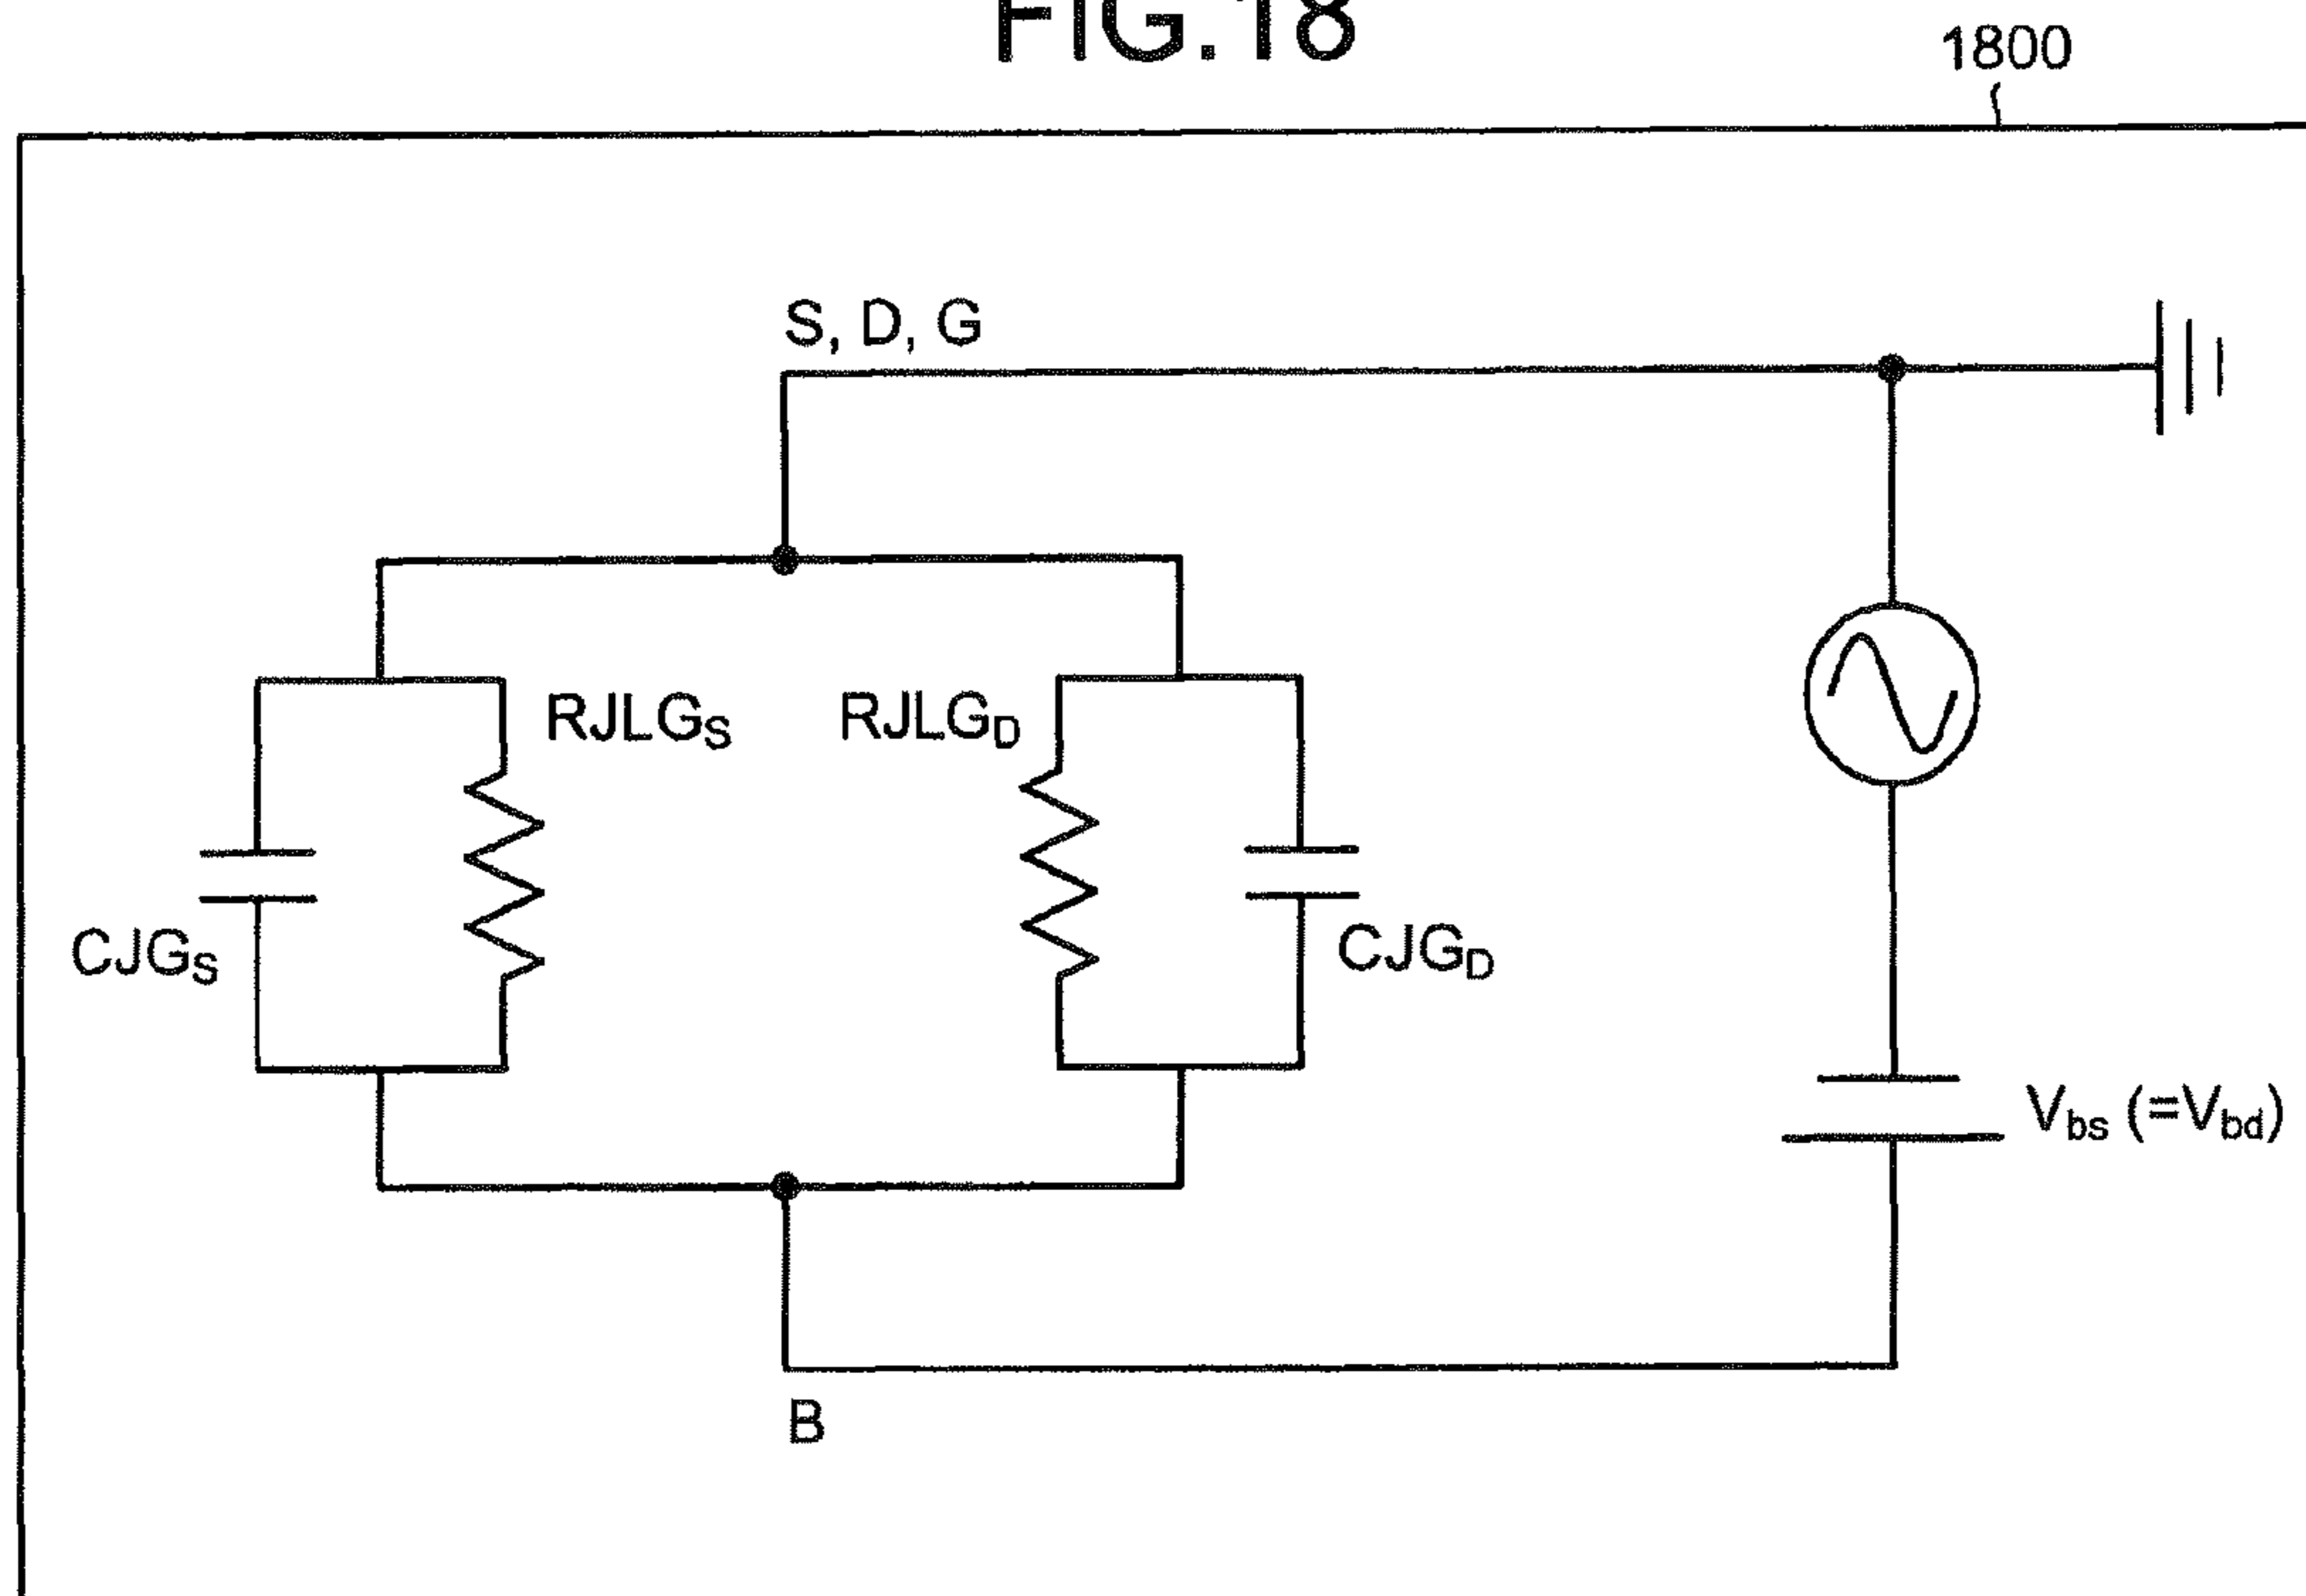 FIG.18
1800
S, D, G
RJLGS
RJLGD
CJGS
CJGD
Vbs (=Vbd)
B